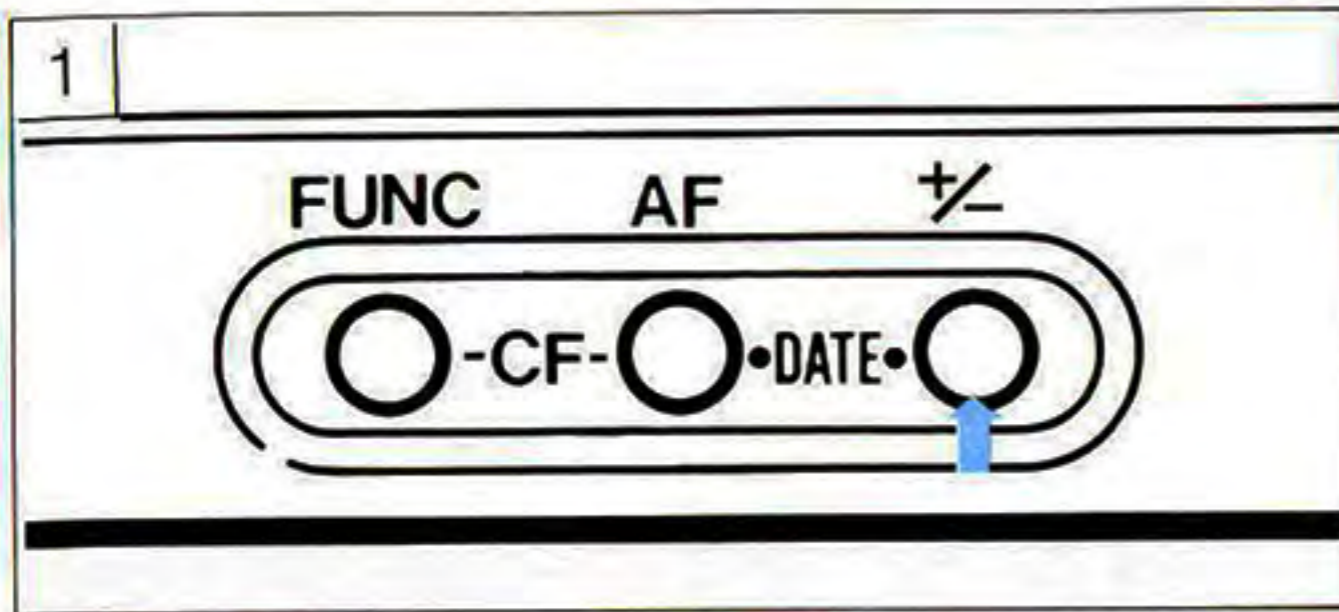 1
FUNC AF +/−
-CF- •DATE•